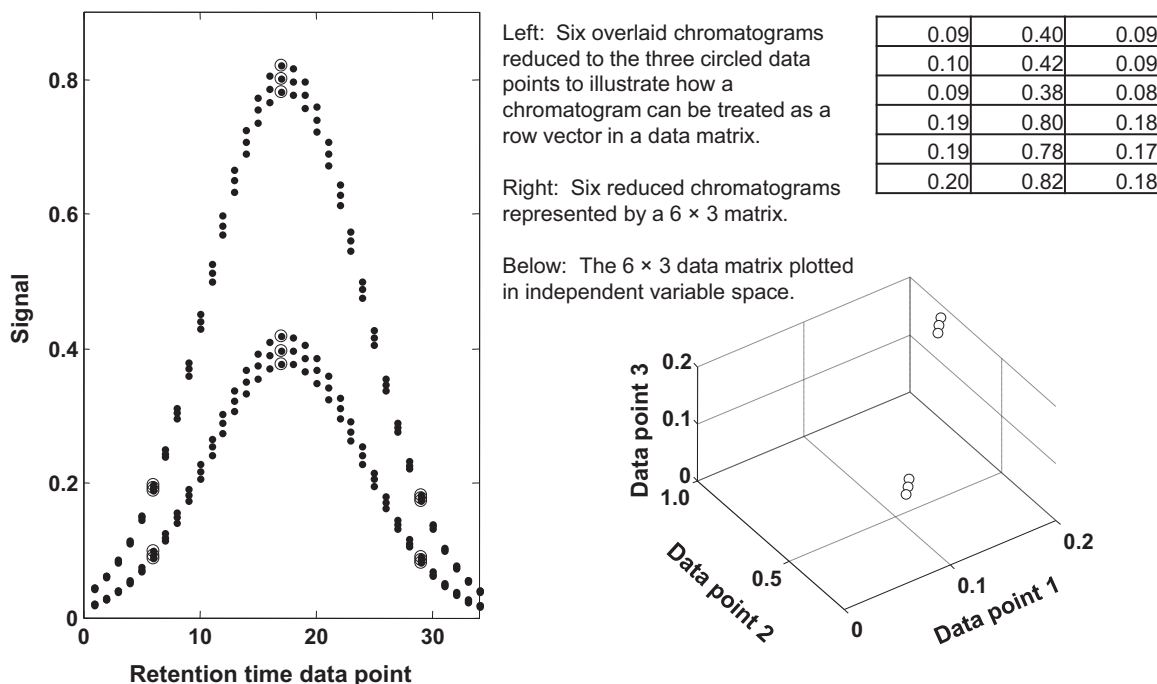 Signal
0.8
0.6
0.4
0.2
0
0
10
20
30
Retention time data point
Left: Six overlaid chromatograms
reduced to the three circled data
points to illustrate how a
chromatogram can be treated as a
row vector in a data matrix.
Right: Six reduced chromatograms
represented by a 6 × 3 matrix.
Below: The 6 × 3 data matrix plotted
in independent variable space.
0.09 0.40 0.09
0.10 0.42 0.09
0.09 0.38 0.08
0.19 0.80 0.18
0.19 0.78 0.17
0.20 0.82 0.18
Data point 3
0.2
0.1
0
1.0
0.5
0
Data point 2
0.1
0.2
Data point 1